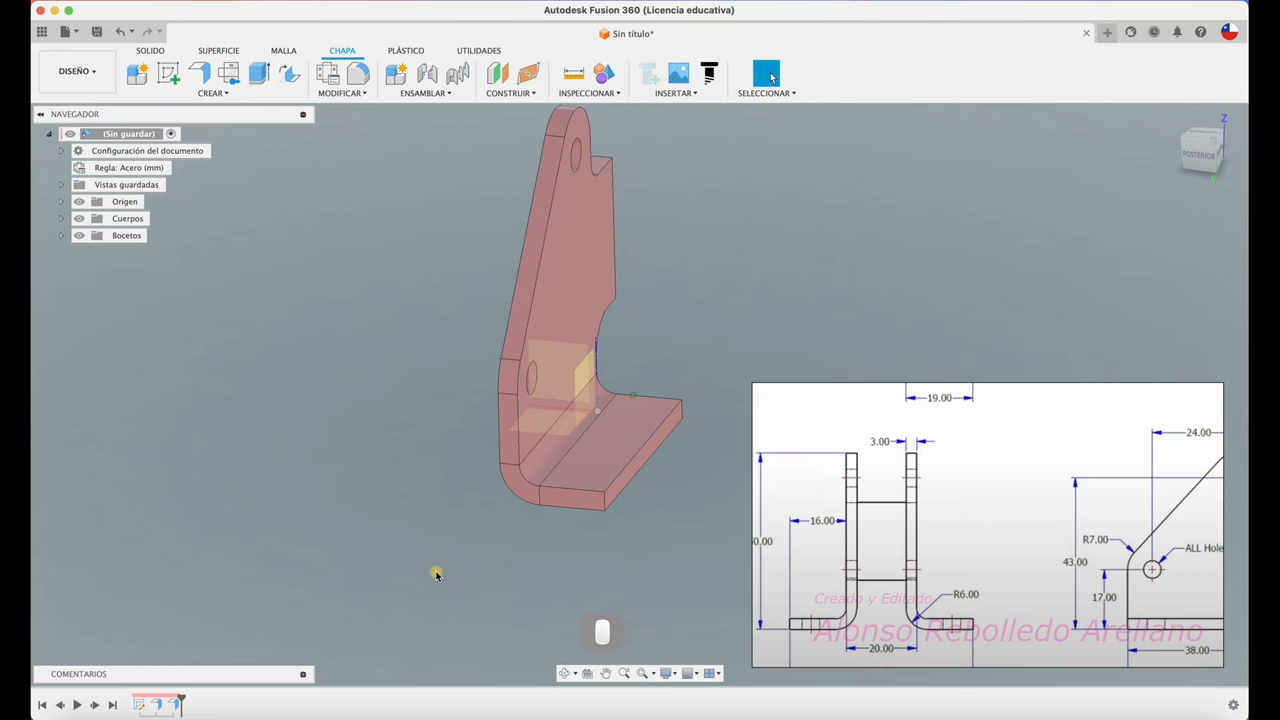 Autodesk Fusion 360 (Licencia educativa)
Sin título*
SOLIDO SUPERFICIE MALLA CHAPA PLÁSTICO UTILIDADES
DISEÑO
CREAR MODIFICAR ENSAMBLAR CONSTRUIR INSPECCIONAR INSERTAR SELECCIONAR
NAVEGADOR
(Sin guardar)
Configuración del documento
Regla: Acero (mm)
Vistas guardadas
Origen
Cuerpos
Bocetos
Z
POSTERIOR
Y
19.00
24.00
3.00
16.00
R7.00
ALL Hole
0.00
43.00
17.00
R6.00
Creado y Editado
Alonso Rebolledo Arellano
20.00
38.00
COMENTARIOS